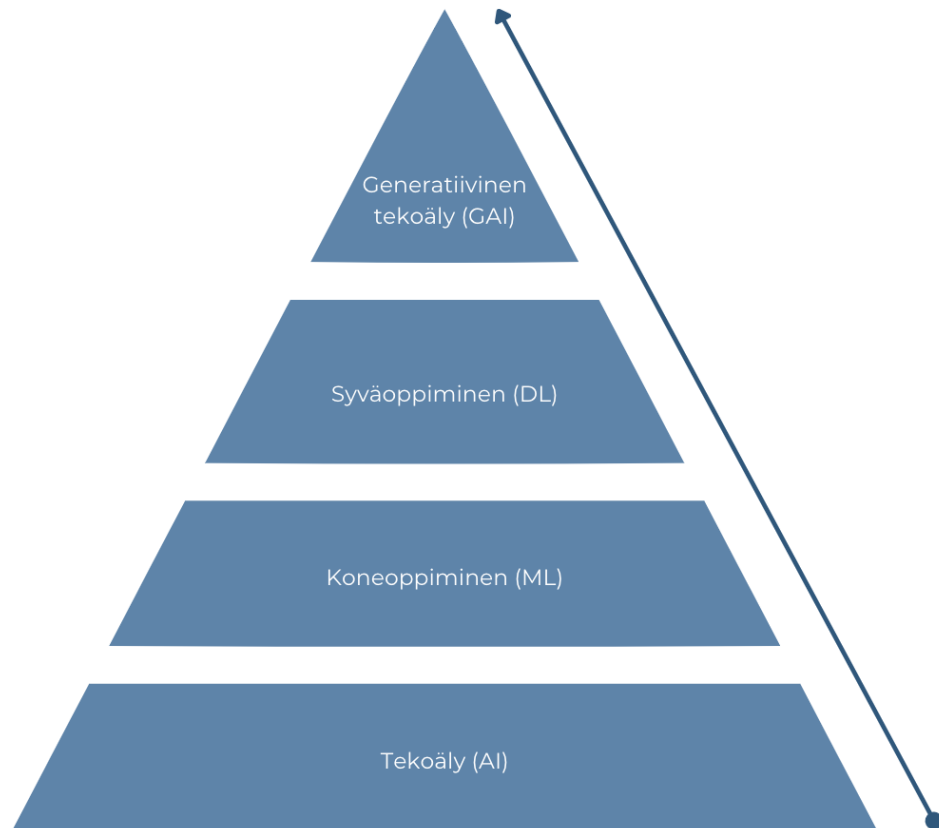 Generatiivinen
tekoäly (GAI)
Syväoppiminen (DL)
Koneoppiminen (ML)
Tekoäly (AI)